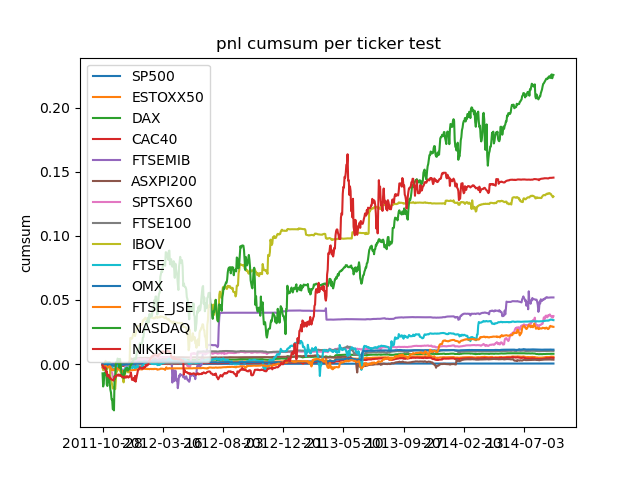 pnl cumsum per ticker test
SP500
ESTOXX50
DAX
CAC40
FTSEMIB
ASXPI200
SPTSX60
FTSE100
IBOV
FTSE
OMX
FTSE_JSE
NASDAQ
NIKKEI
cumsum
0.20
0.15
0.10
0.05
0.00
2011-10-28 2012-03-16 2012-08-03 2012-12-21 2013-05-10 2013-09-27 2014-02-13 2014-07-03